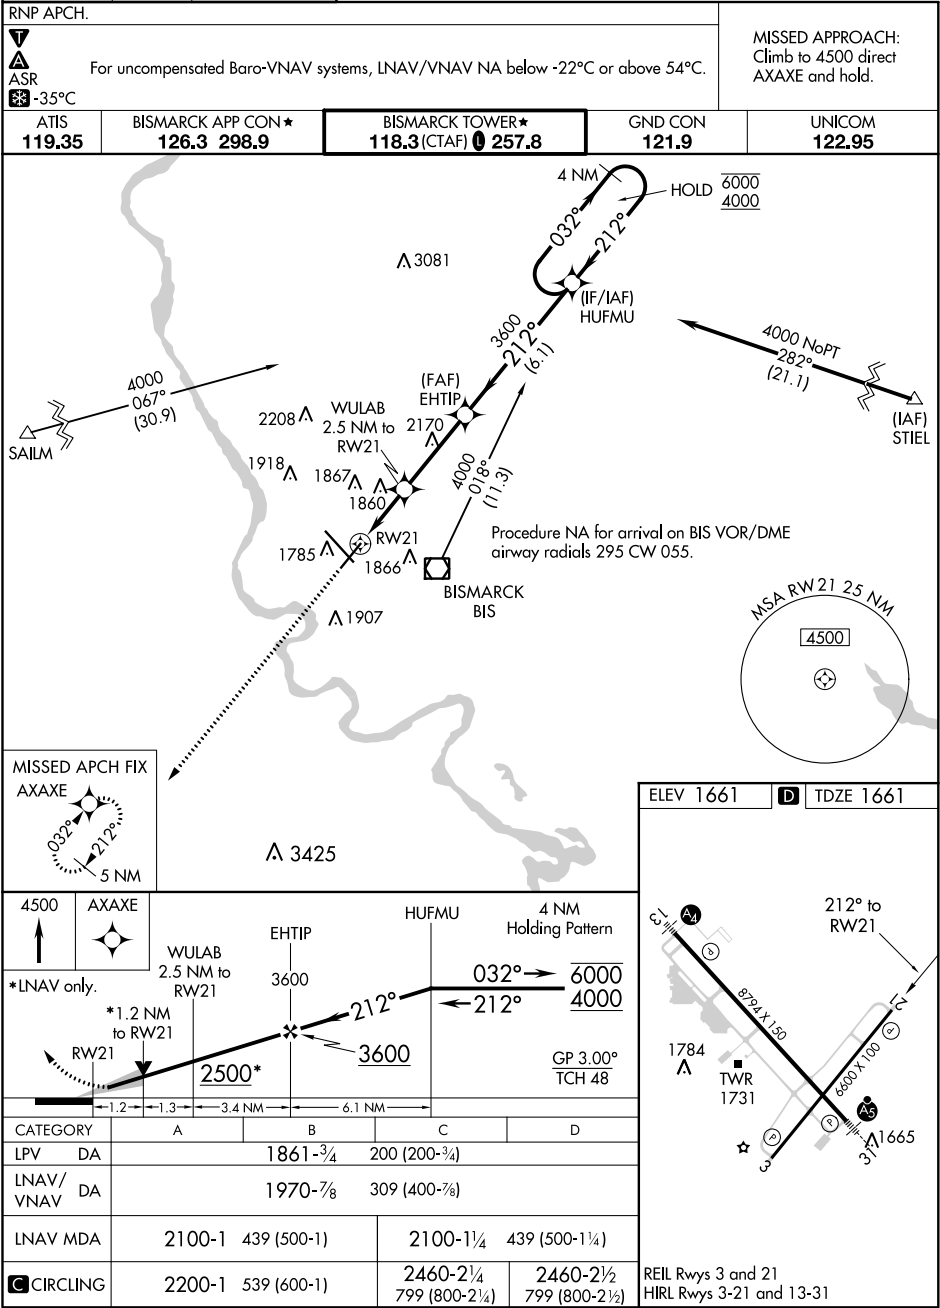 RNP APCH.
T
A
ASR
-35°C
For uncompensated Baro-VNAV systems, LNAV/VNAV NA below -22°C or above 54°C.
MISSED APPROACH:
Climb to 4500 direct
AXAXE and hold.
ATIS
119.35
BISMARCK APP CON★
126.3 298.9
BISMARCK TOWER★
118.3 (CTAF) L 257.8
GND CON
121.9
UNICOM
122.95
4 NM
HOLD
6000
4000
032°
212°
3081
(IF/IAF)
HUFMU
3600
212°
(6.1)
4000 NoPT
282°
(21.1)
(IAF)
STIEL
4000
067°
(30.9)
SAILM
(FAF)
EHTIP
2208
WULAB
2.5 NM to
RW21
2170
1918
1867
1860
4000
018°
(11.3)
RW21
1785
1866
Procedure NA for arrival on BIS VOR/DME
airway radials 295 CW 055.
BISMARCK
BIS
1907
MSA RW21 25 NM
4500
MISSED APCH FIX
AXAXE
032°
212°
5 NM
3425
ELEV 1661
D
TDZE 1661
212° to
RW21
13
A4
P
8794 X 150
21
P
6600 X 100
1784
TWR
1731
A5
P
P
1665
31
3
REIL Rwys 3 and 21
HIRL Rwys 3-21 and 13-31
4500
AXAXE
*LNAV only.
HUFMU
4 NM
Holding Pattern
EHTIP
3600
WULAB
2.5 NM to
RW21
*1.2 NM
to RW21
RW21
032°
212°
6000
4000
212°
3600
2500*
GP 3.00°
TCH 48
1.2
1.3
3.4 NM
6.1 NM
CATEGORY A B C D
LPV DA 1861-¾ 200 (200-¾)
LNAV/
VNAV DA 1970-⅞ 309 (400-⅞)
LNAV MDA 2100-1 439 (500-1) 2100-1¼ 439 (500-1¼)
C CIRCLING 2200-1 539 (600-1)
2460-2¼
799 (800-2¼)
2460-2½
799 (800-2½)